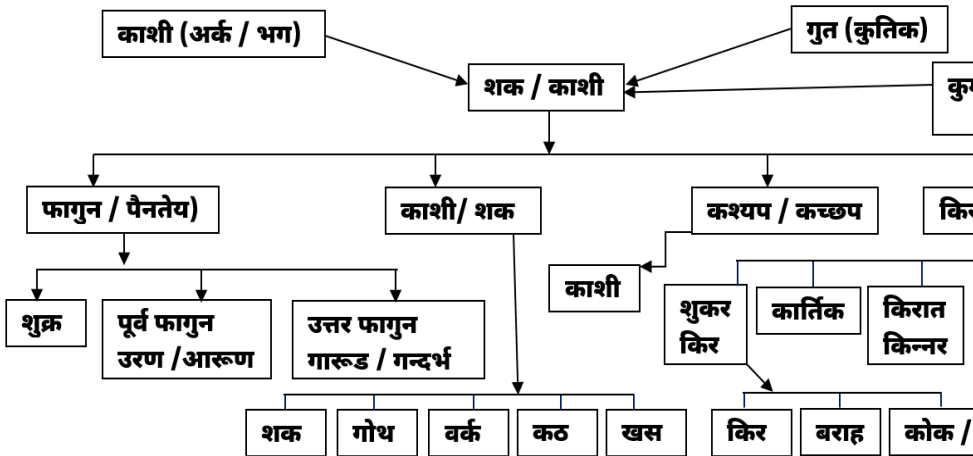 काशी (अर्क / भग)
गुत (कुतिक)
शक / काशी
फागुन / पैनतेय)
काशी/ शक
कश्यप / कच्छप
काशी
शुक्र
पूर्व फागुन
उरण /आरूण
उत्तर फागुन
गारूड / गन्दर्भ
शुकर
किर
कार्तिक
किरात
किन्नर
शक
गोथ
वर्क
कठ
खस
किर
बराह
कोक /